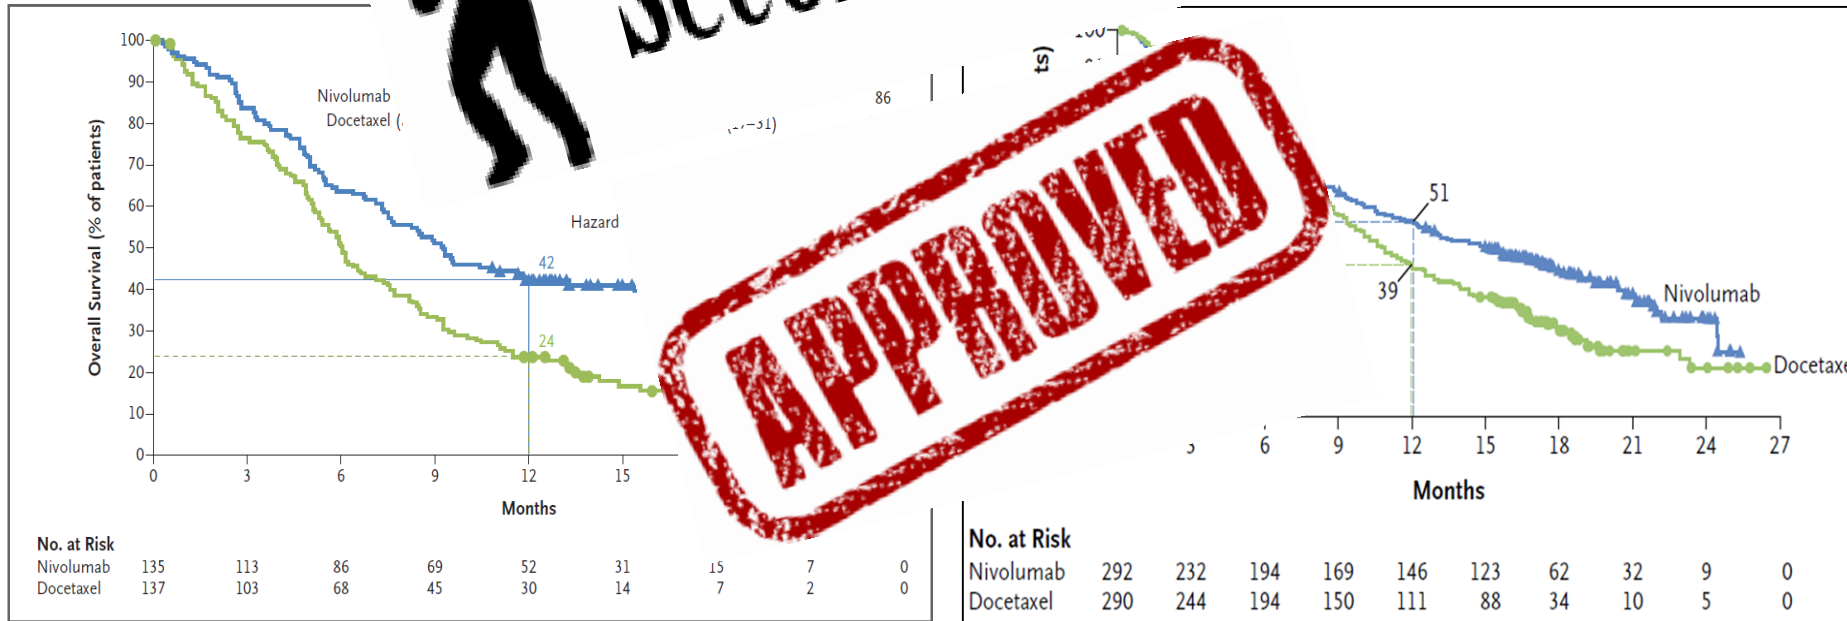 100
90
80
70
60
50
40
30
20
10
0
Overall Survival (% of patients)
Nivolumab
Docetaxel (
Hazard
42
24
0 3 6 9 12 15
Months
No. at Risk
Nivolumab 135 113 86 69 52 31 15 7 0
Docetaxel 137 103 68 45 30 14 7 2 0
86
31)
APPROVED
ts)
51
39
Nivolumab
Docetaxe
6 9 12 15 18 21 24 27
Months
No. at Risk
Nivolumab 292 232 194 169 146 123 62 32 9 0
Docetaxel 290 244 194 150 111 88 34 10 5 0